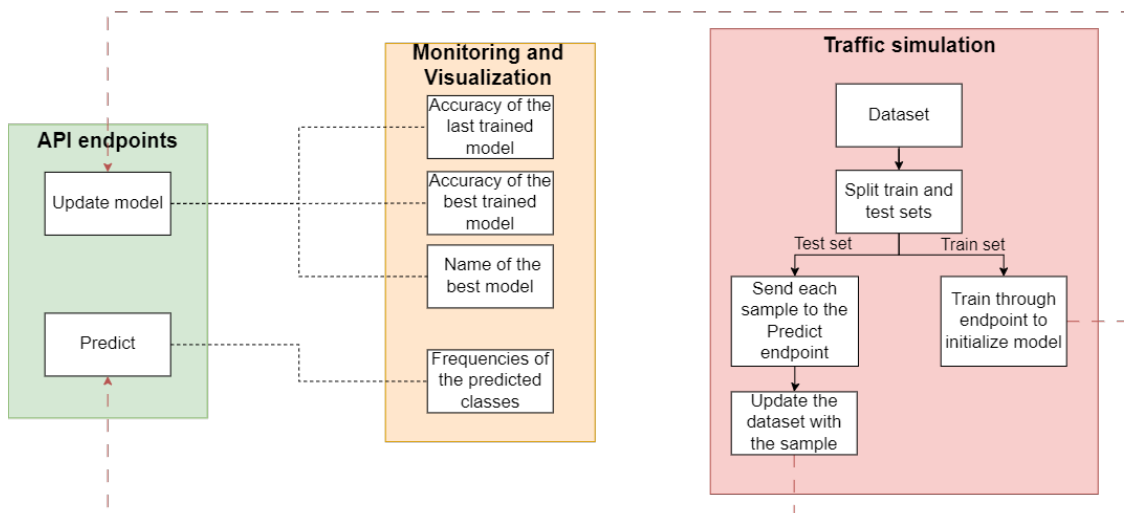 API endpoints
Update model
Predict
Monitoring and
Visualization
Accuracy of the
last trained
model
Accuracy of the
best trained
model
Name of the
best model
Frequencies of
the predicted
classes
Traffic simulation
Dataset
Split train and
test sets
Test set
Train set
Send each
sample to the
Predict
endpoint
Train through
endpoint to
initialize model
Update the
dataset with
the sample